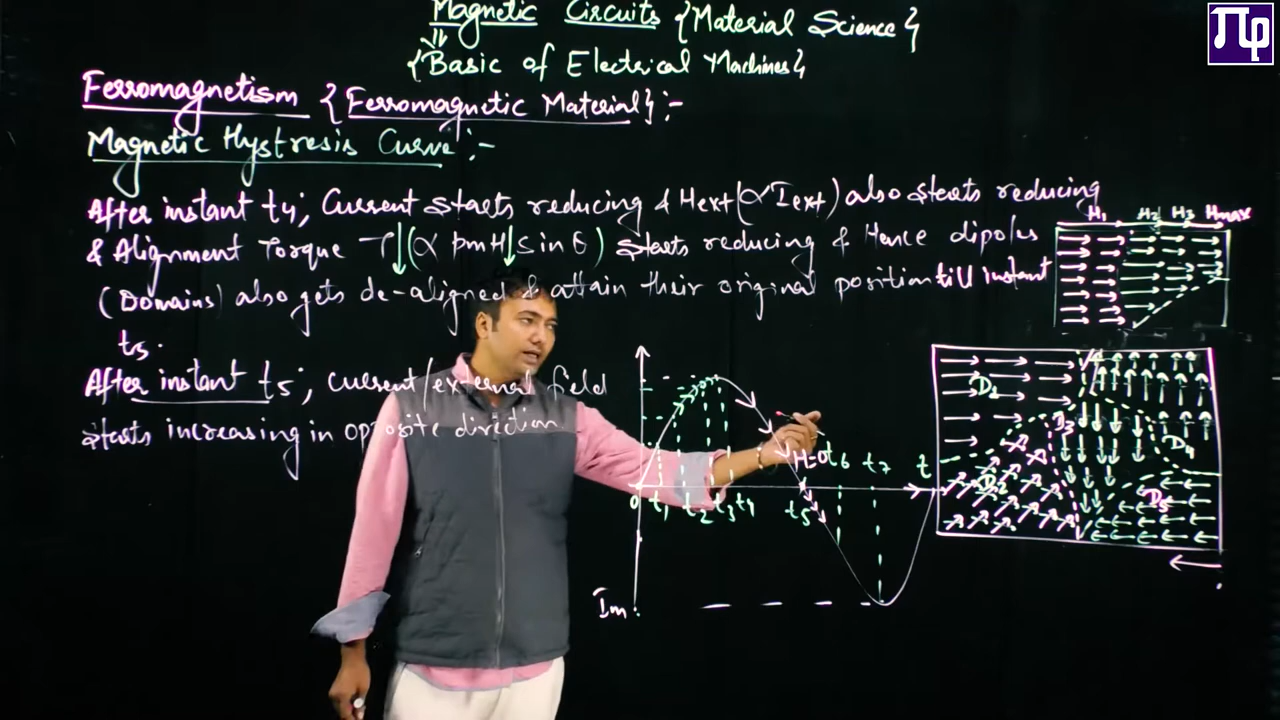 Magnetic Circuits {Material Science}
{Basic of Electrical Machines}
Ferromagnetism {Ferromagnetic Material} :-
Magnetic Hystresis Curve :-
After instant t4; Current starts reducing & Hext (∝ Iext) also starts reducing
& Alignment Torque T↓ (∝ pmH↓ sin θ) starts reducing & Hence dipoles
(Domains) also gets de-aligned & attain their original position till instant
t5.
After instant t5; current/external field
starts increasing in opposite direction
H1 H2 H3 Hmax
D1
D3
D4
D2
D5
H=0 t6 t7 t
0 t1 t2 t3 t4 t5
Im
πφ